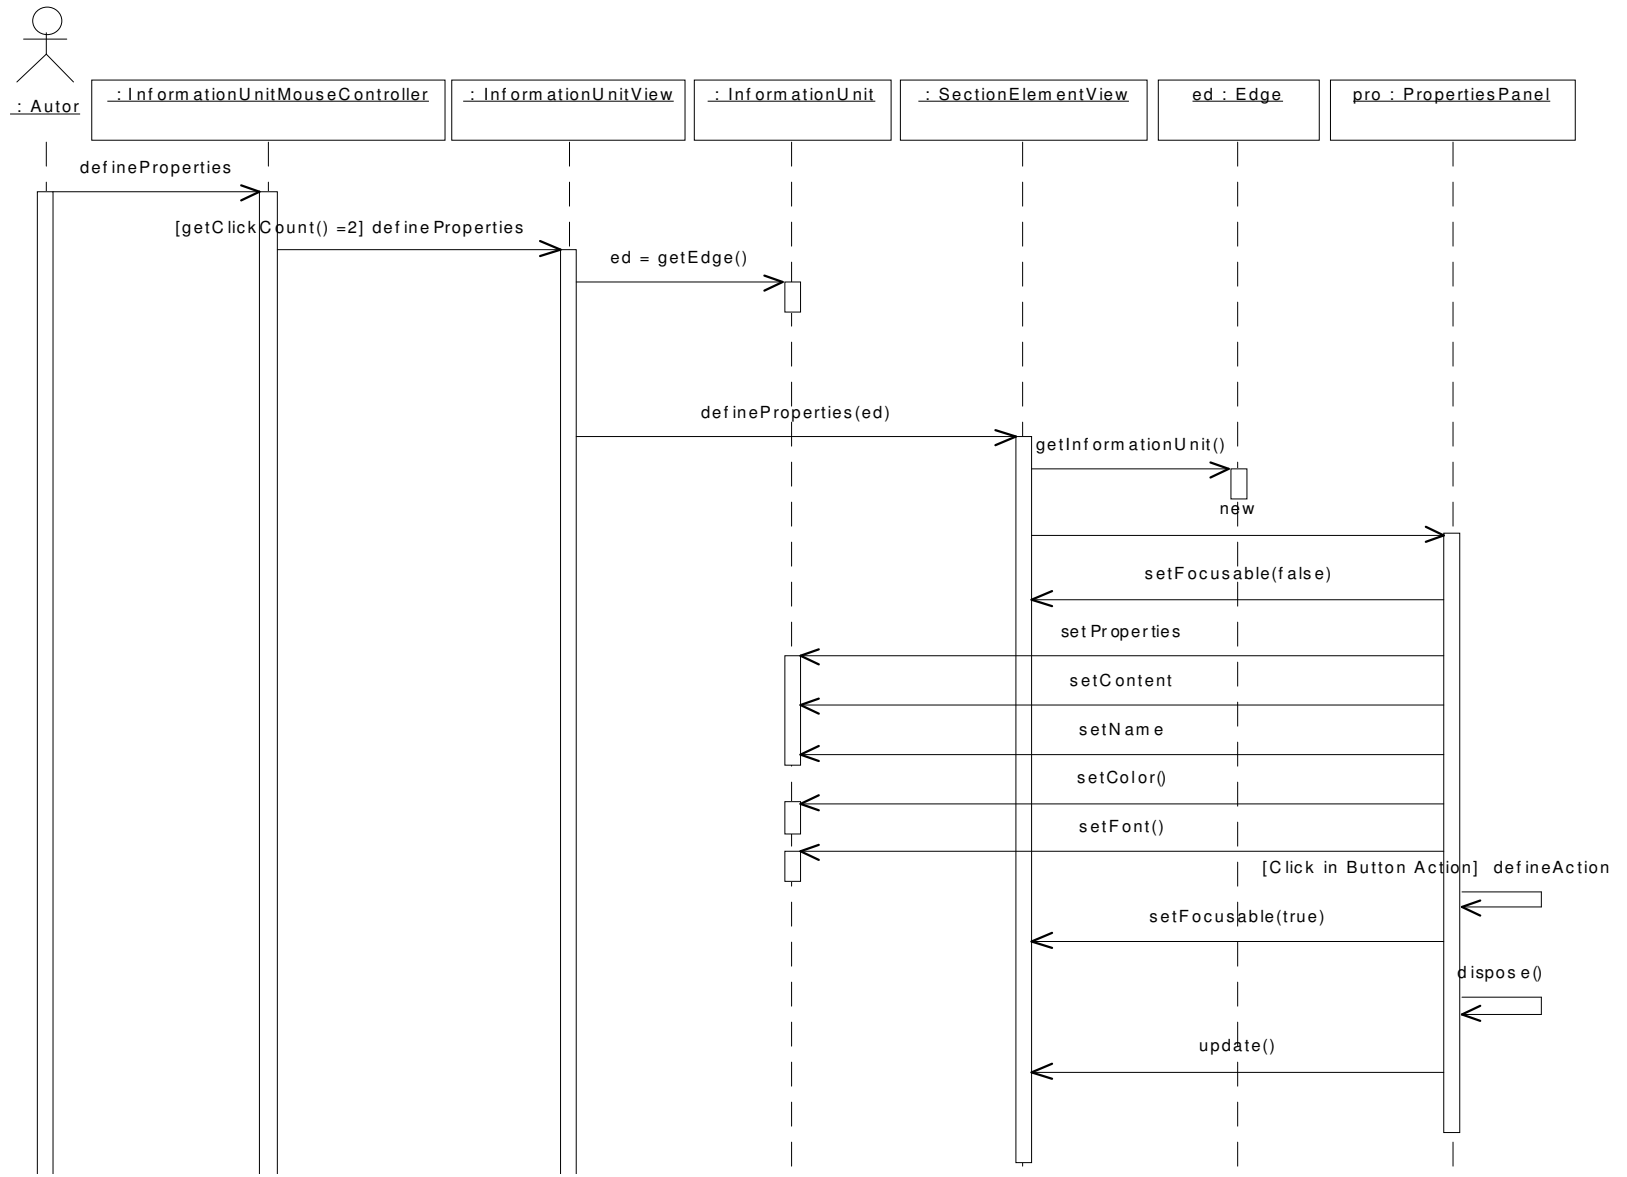 : Autor
: InformationUnitMouseController
: InformationUnitView
: InformationUnit
: SectionElementView
ed : Edge
pro : PropertiesPanel
defineProperties
[getClickCount() =2] defineProperties
ed = getEdge()
defineProperties(ed)
getInformationUnit()
new
setFocusable(false)
setProperties
setContent
setName
setColor()
setFont()
[Click in Button Action] defineAction
setFocusable(true)
dispose()
update()